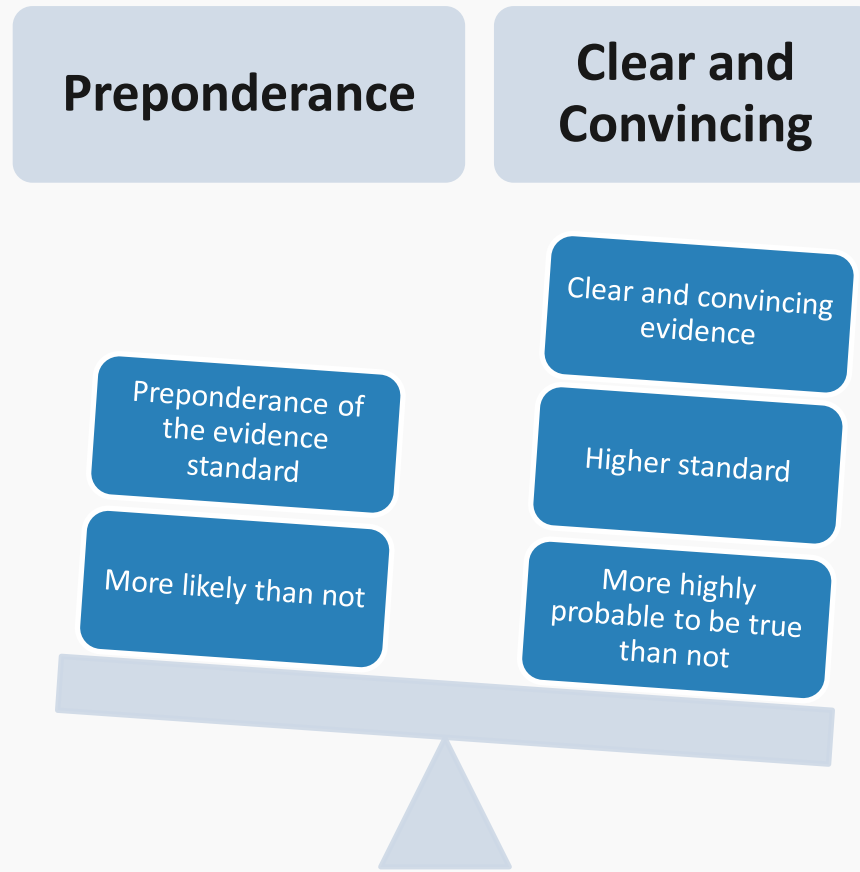 Preponderance
Clear and
Convincing
Preponderance of
the evidence
standard
More likely than not
Clear and convincing
evidence
Higher standard
More highly
probable to be true
than not